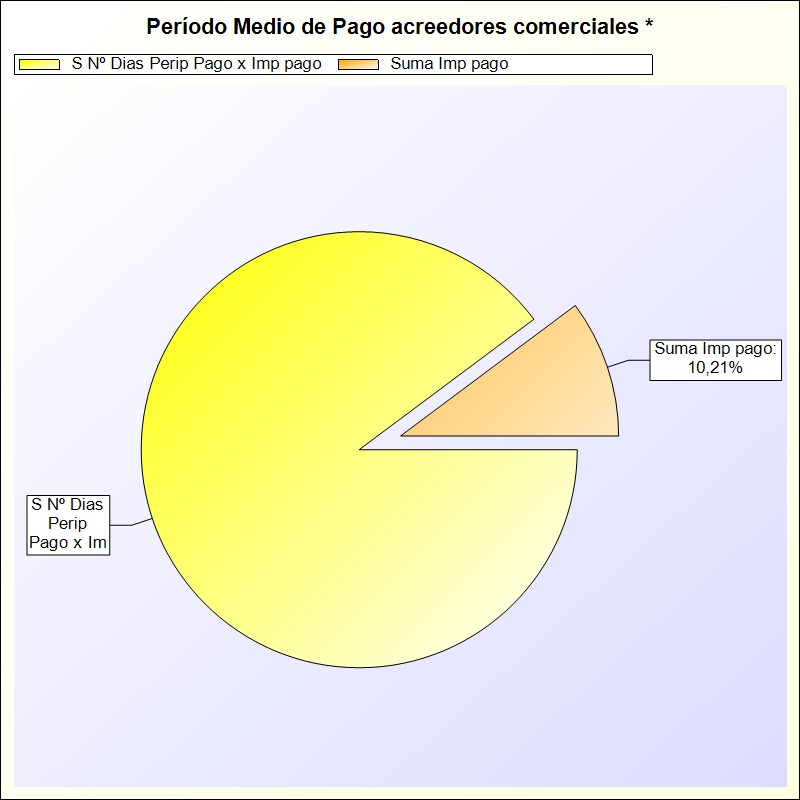 Período Medio de Pago acreedores comerciales *
S Nº Dias Perip Pago x Imp pago
Suma Imp pago
Suma Imp pago:
10,21%
S Nº Dias
Perip
Pago x Im